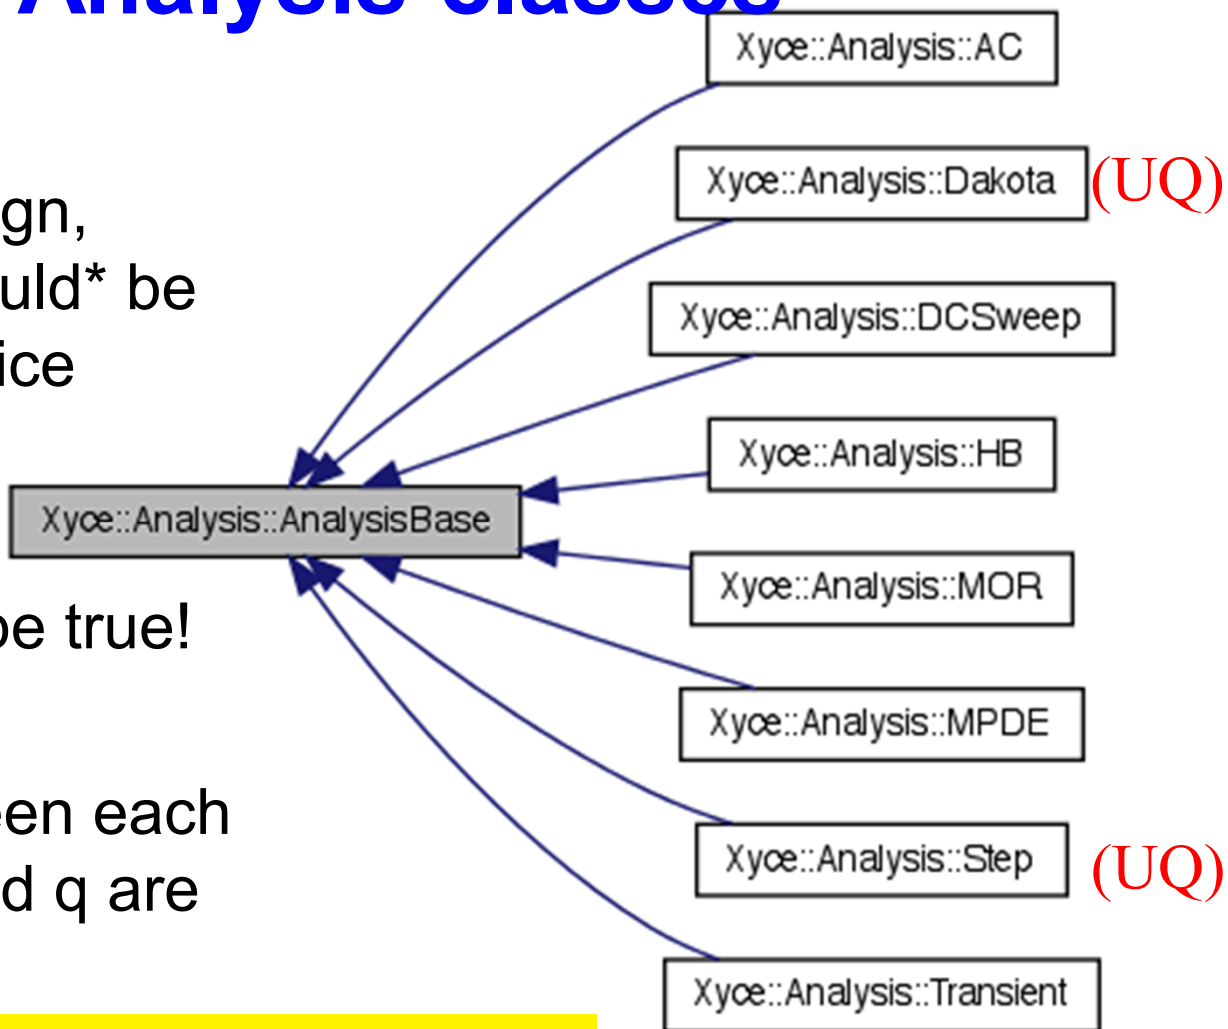 Analysis classes
Xyce::Analysis::AC
Xyce::Analysis::Dakota (UQ)
gn,
uld* be
ice
Xyce::Analysis::DCSweep
Xyce::Analysis::HB
Xyce::Analysis::AnalysisBase
Xyce::Analysis::MOR
be true!
Xyce::Analysis::MPDE
een each
Xyce::Analysis::Step (UQ)
d q are
Xyce::Analysis::Transient